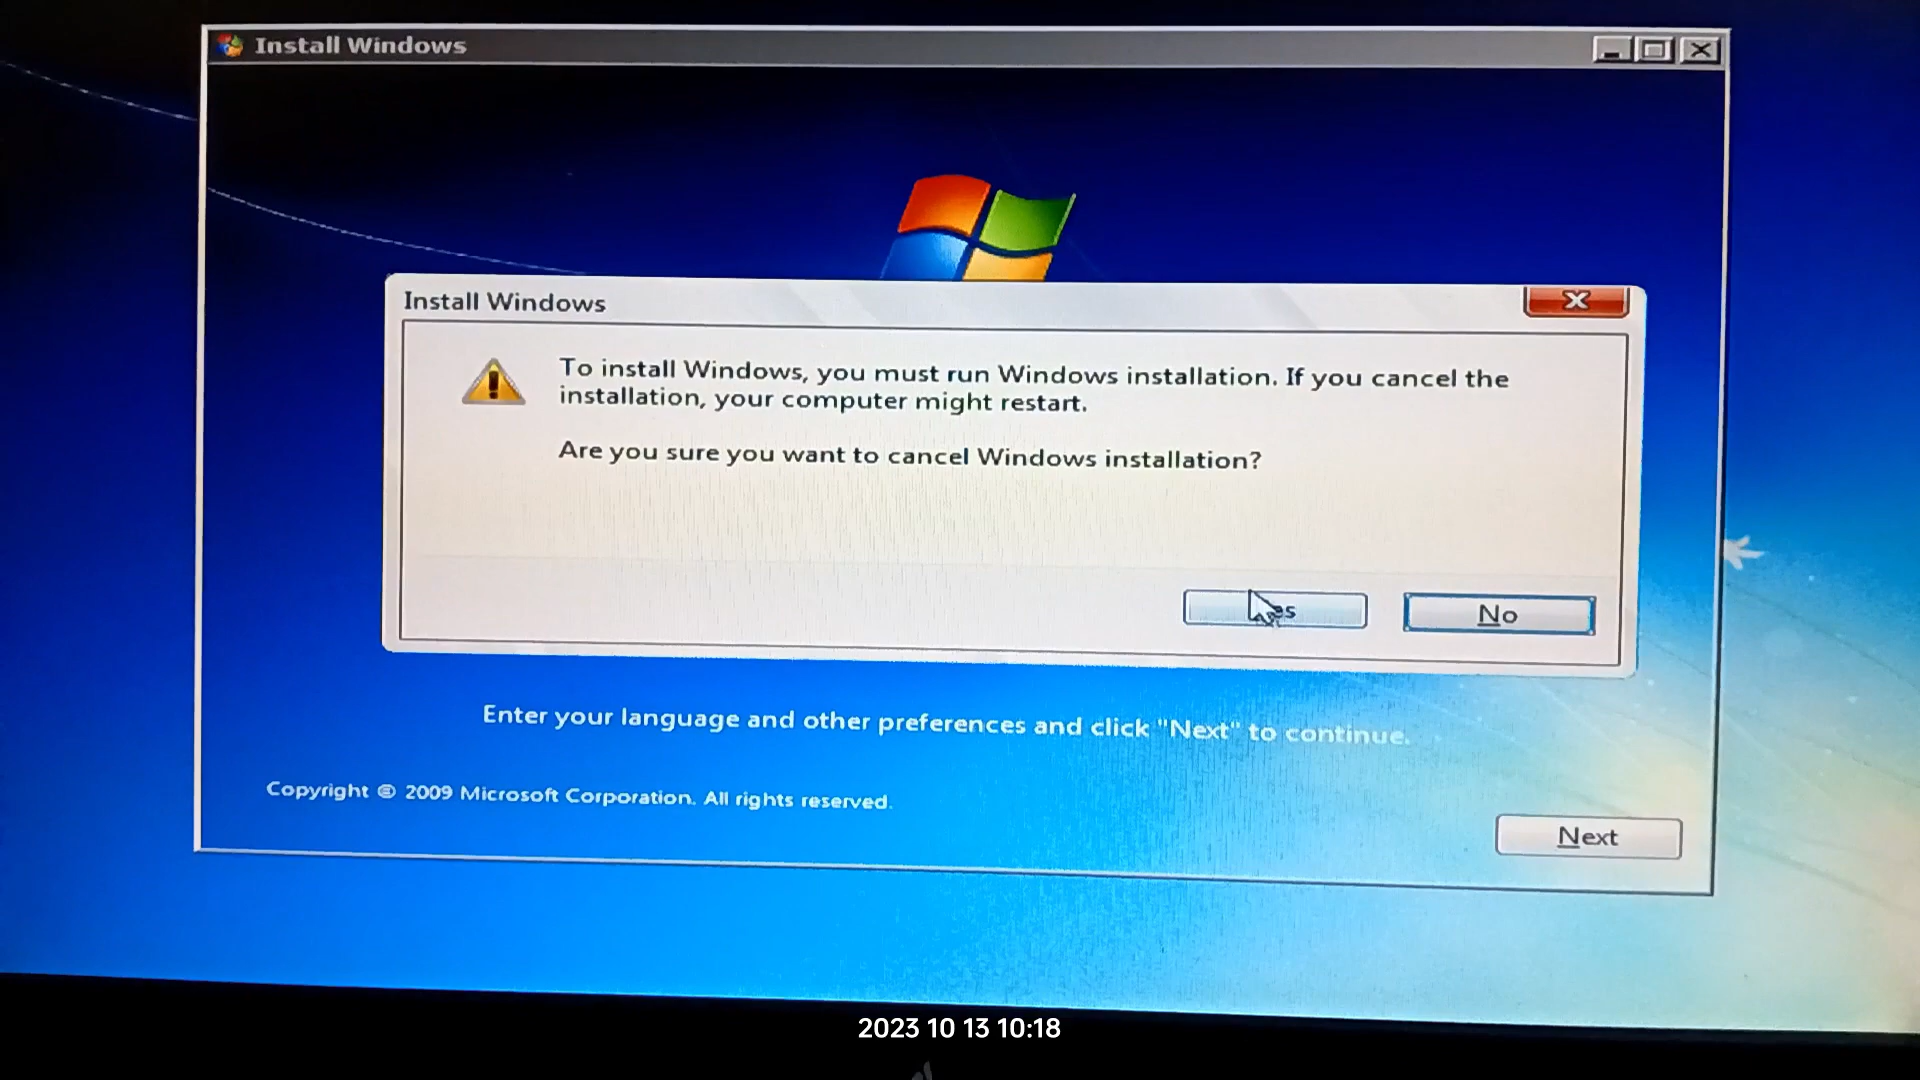 Install Windows
Install Windows
To install Windows, you must run Windows installation. If you cancel the
installation, your computer might restart.
Are you sure you want to cancel Windows installation?
No
Enter your language and other preferences and click "Next" to continue.
Copyright © 2009 Microsoft Corporation. All rights reserved.
Next
2023 10 13 10:18